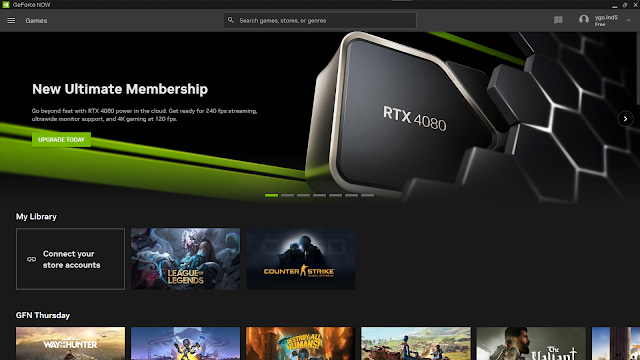 GeForce NOW
Games
Search games, stores, or genres
ygo.ind5
Free
New Ultimate Membership
Go beyond fast with RTX 4080 power in the cloud. Get ready for 240 fps streaming,
ultrawide monitor support, and 4K gaming at 120 fps.
UPGRADE TODAY
RTX 4080
My Library
Connect your
store accounts
LEAGUE OF
LEGENDS
COUNTER STRIKE
GFN Thursday
WAY OF THE
HUNTER
DESTROY ALL
HUMANS!
The
Valiant